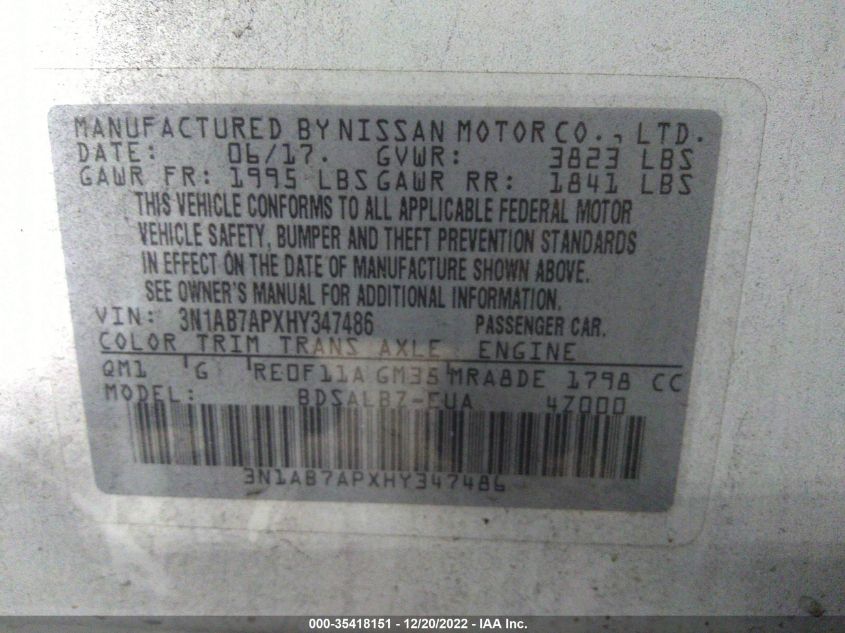 MANUFACTURED BY NISSAN MOTOR CO., LTD.
DATE: 06/17. GVWR: 3823 LBS
GAWR FR: 1995 LBS GAWR RR: 1841 LBS
THIS VEHICLE CONFORMS TO ALL APPLICABLE FEDERAL MOTOR
VEHICLE SAFETY, BUMPER AND THEFT PREVENTION STANDARDS
IN EFFECT ON THE DATE OF MANUFACTURE SHOWN ABOVE.
SEE OWNER'S MANUAL FOR ADDITIONAL INFORMATION.
VIN: 3N1AB7APXHY347486 PASSENGER CAR.
COLOR TRIM TRANS AXLE ENGINE
QM1 G RE0F11A GM35 MRA8DE 1798 CC
MODEL: BDSALB7-EUA 4Z000
3N1AB7APXHY347486
000-35418151 - 12/20/2022 - IAA Inc.